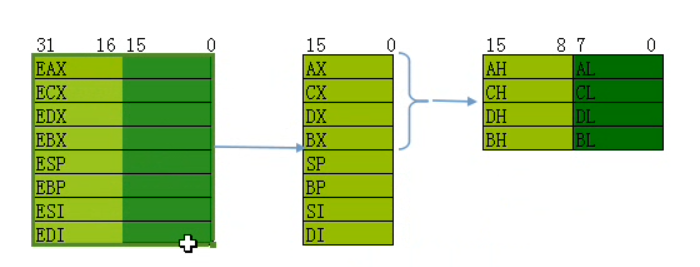 31 16 15 0
EAX
ECX
EDX
EBX
ESP
EBP
ESI
EDI
15 0
AX
CX
DX
BX
SP
BP
SI
DI
15 8 7 0
AH AL
CH CL
DH DL
BH BL